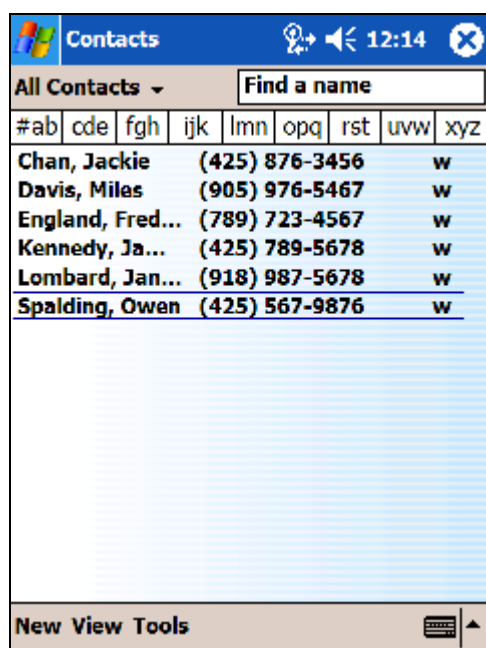 Contacts 12:14
All Contacts Find a name
#ab cde fgh ijk lmn opq rst uvw xyz
Chan, Jackie (425) 876-3456 w
Davis, Miles (905) 976-5467 w
England, Fred... (789) 723-4567 w
Kennedy, Ja... (425) 789-5678 w
Lombard, Jan... (918) 987-5678 w
Spalding, Owen (425) 567-9876 w
New View Tools